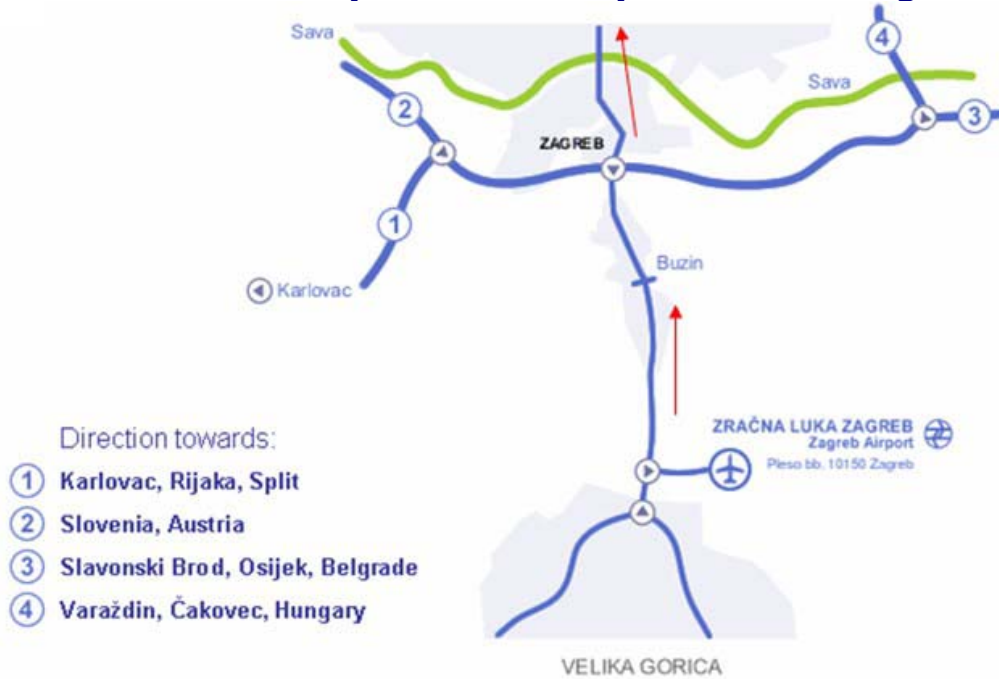 Sava
4
2
Sava
3
ZAGREB
1
Buzin
Karlovac
ZRAČNA LUKA ZAGREB
Zagreb Airport
Pleso bb. 10150 Zagreb
Direction towards:
1 Karlovac, Rijaka, Split
2 Slovenia, Austria
3 Slavonski Brod, Osijek, Belgrade
4 Varaždin, Čakovec, Hungary
VELIKA GORICA